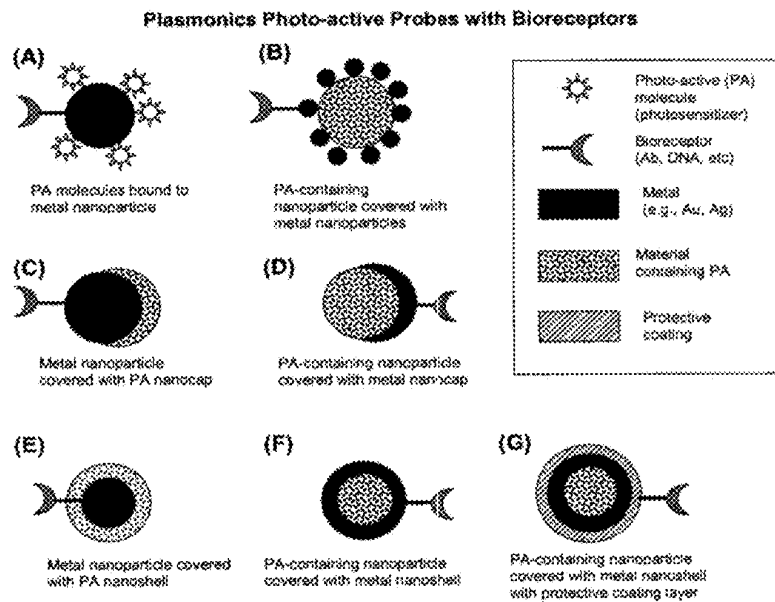 Plasmonics Photo-active Probes with Bioreceptors
(A)
PA molecules bound to
metal nanoparticle
(B)
PA-containing
nanoparticle covered with
metal nanoparticles
Photo-active (PA)
molecule
(photosensitizer)
Bioreceptor
(Ab, DNA, etc)
Metal
(e.g., Au, Ag)
Material
containing PA
Protective
coating
(C)
Metal nanoparticle
covered with PA nanocap
(D)
PA-containing nanoparticle
covered with metal nanocap
(E)
Metal nanoparticle covered
with PA nanoshell
(F)
PA-containing nanoparticle
covered with metal nanoshell
(G)
PA-containing nanoparticle
covered with metal nanoshell
with protective coating layer